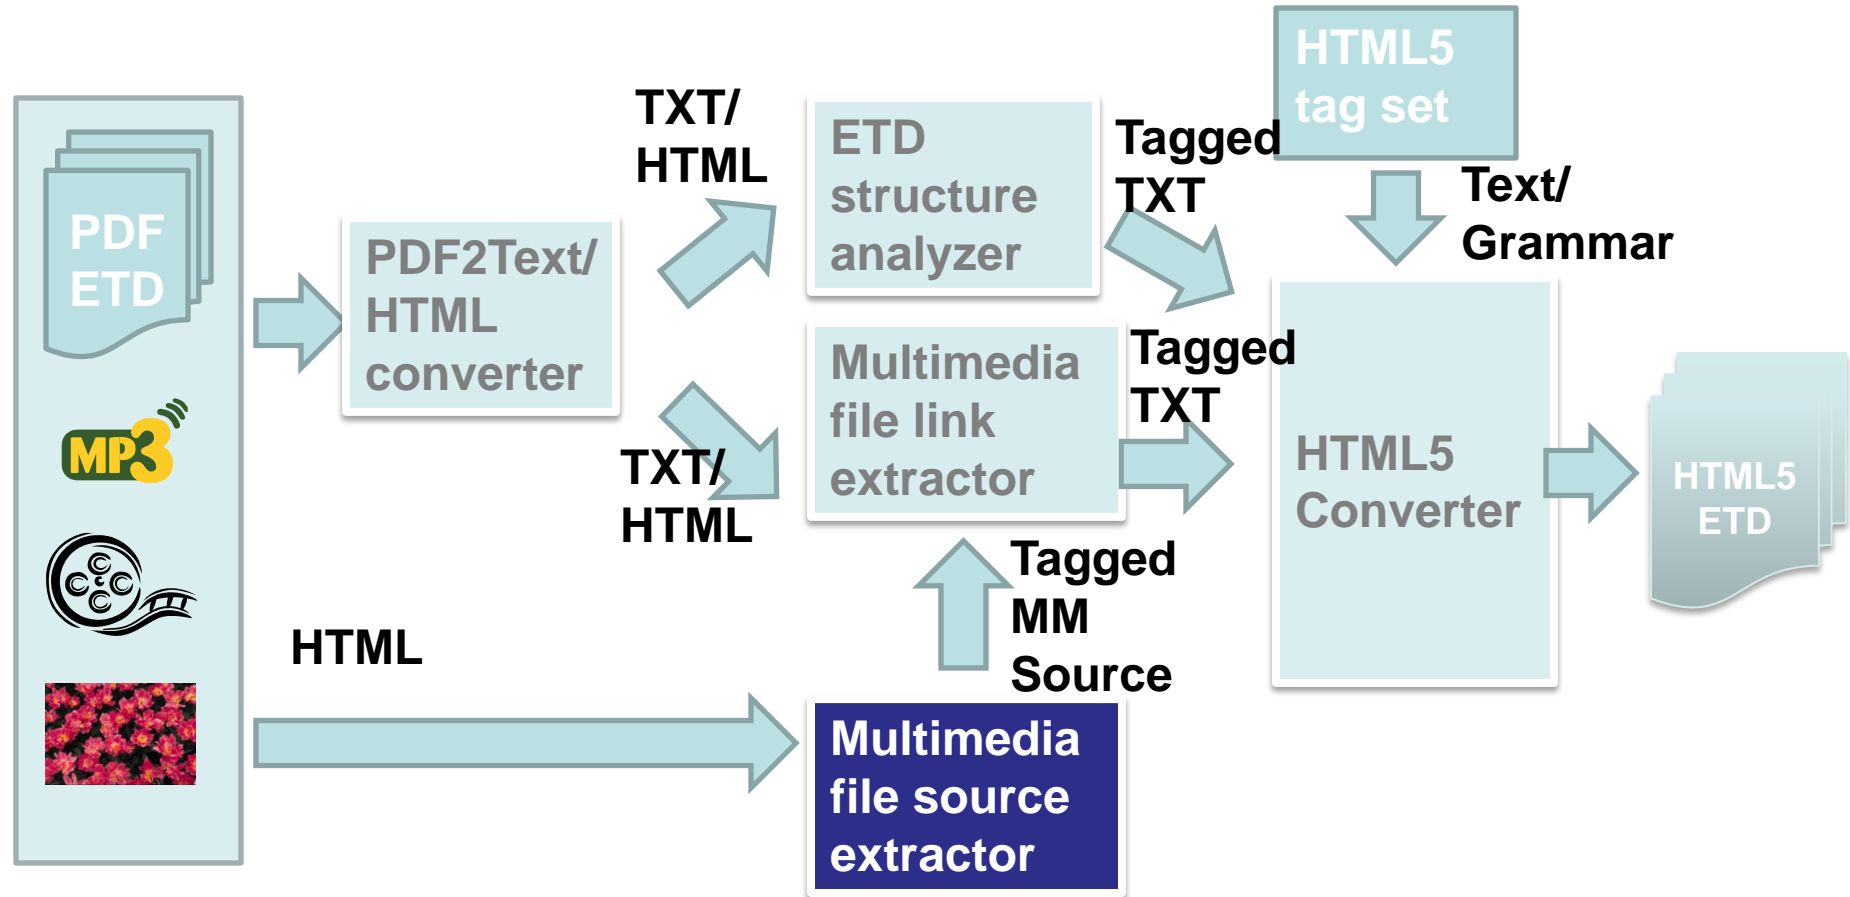 PDF
ETD
MP3
PDF2Text/
HTML
converter
TXT/
HTML
TXT/
HTML
HTML
ETD
structure
analyzer
Multimedia
file link
extractor
Tagged
MM
Source
Multimedia
file source
extractor
Tagged
TXT
Tagged
TXT
HTML5
tag set
Text/
Grammar
HTML5
Converter
HTML5
ETD